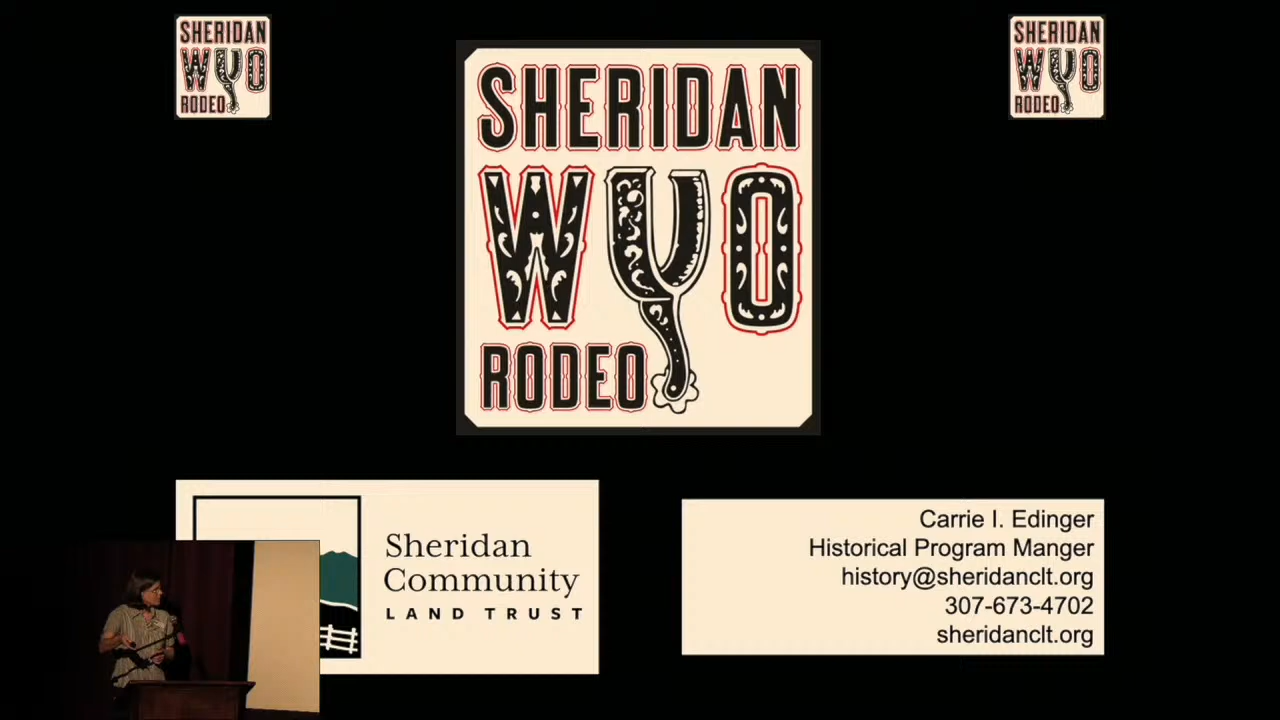 SHERIDAN
WYO
RODEO
SHERIDAN
WYO
RODEO
SHERIDAN
WYO
RODEO
Sheridan
Community
LAND TRUST
Carrie I. Edinger
Historical Program Manger
history@sheridanclt.org
307-673-4702
sheridanclt.org